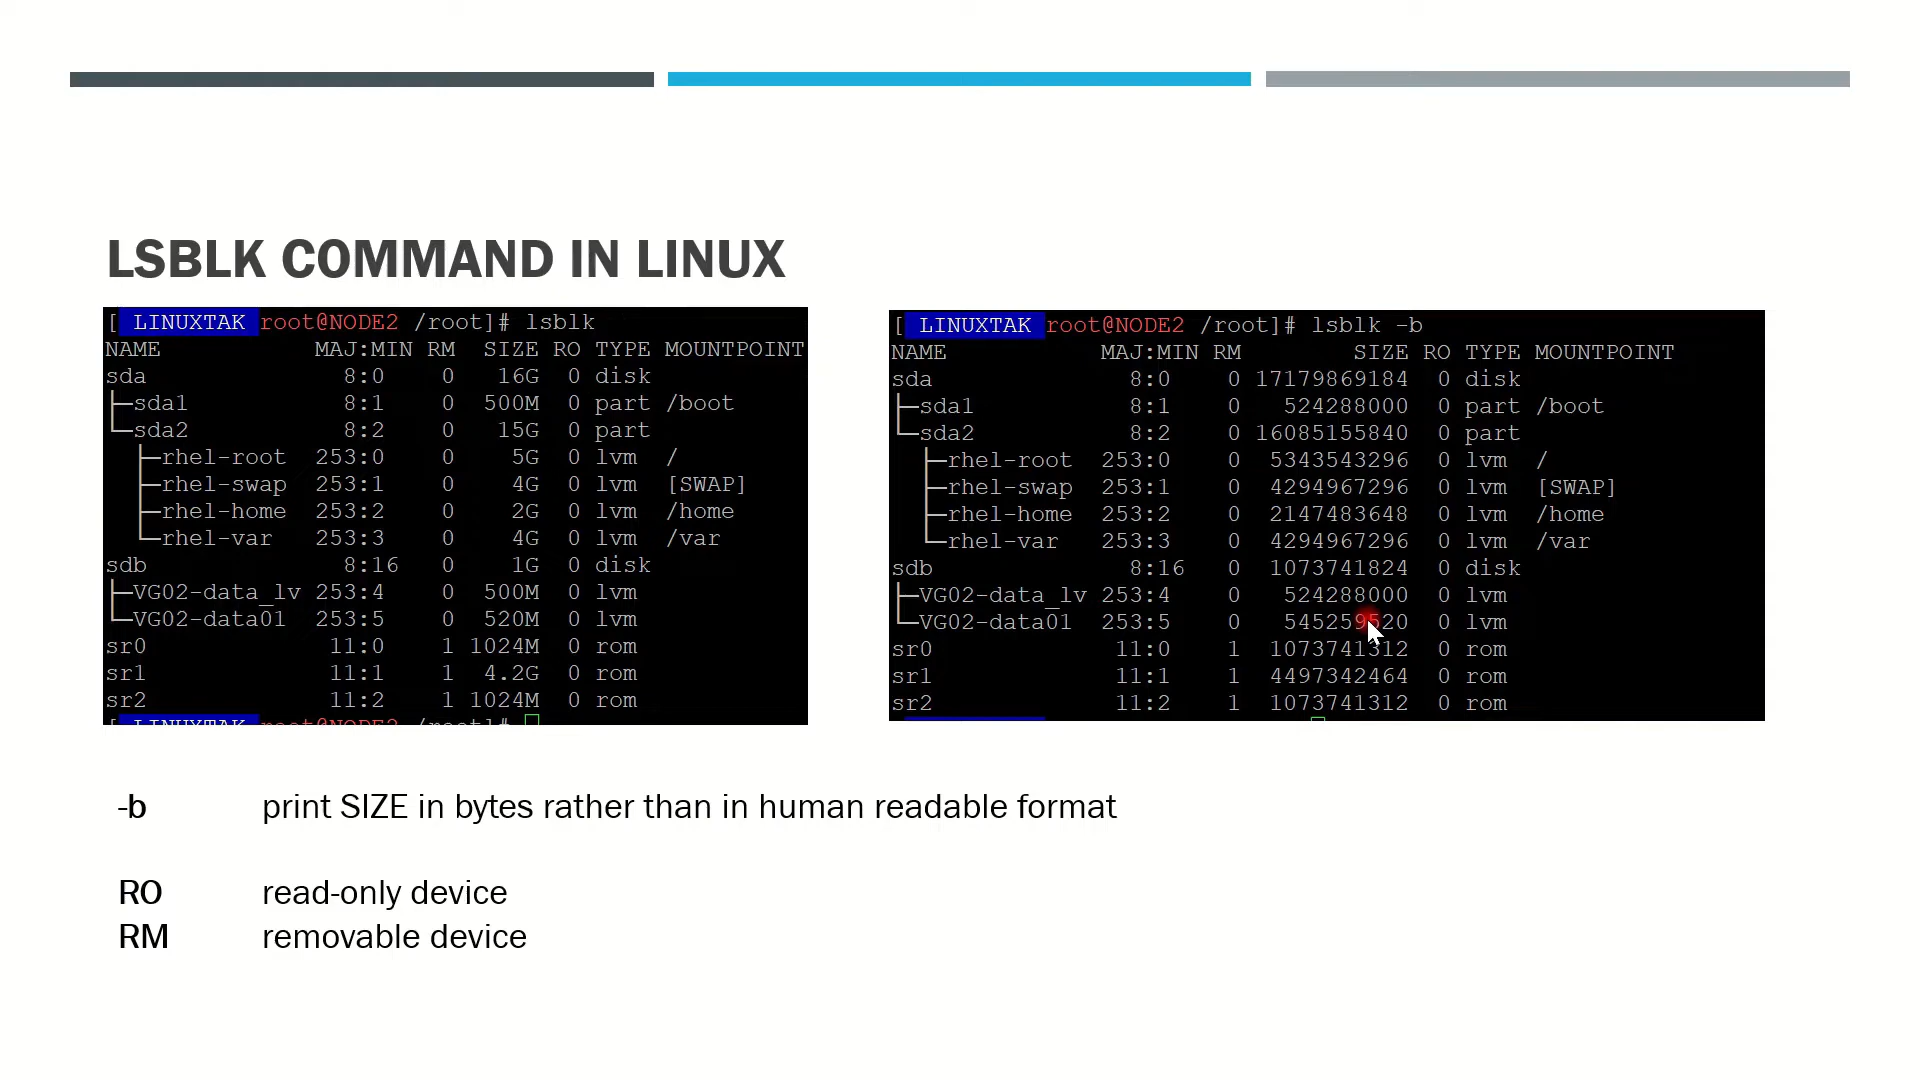 LSBLK COMMAND IN LINUX
[ LINUXTAK root@NODE2 /root]# lsblk
NAME MAJ:MIN RM SIZE RO TYPE MOUNTPOINT
sda 8:0 0 16G 0 disk
├─sda1 8:1 0 500M 0 part /boot
└─sda2 8:2 0 15G 0 part
├─rhel-root 253:0 0 5G 0 lvm /
├─rhel-swap 253:1 0 4G 0 lvm [SWAP]
├─rhel-home 253:2 0 2G 0 lvm /home
└─rhel-var 253:3 0 4G 0 lvm /var
sdb 8:16 0 1G 0 disk
├─VG02-data_lv 253:4 0 500M 0 lvm
└─VG02-data01 253:5 0 520M 0 lvm
sr0 11:0 1 1024M 0 rom
sr1 11:1 1 4.2G 0 rom
sr2 11:2 1 1024M 0 rom
[ LINUXTAK root@NODE2 /root]#
[ LINUXTAK root@NODE2 /root]# lsblk -b
NAME MAJ:MIN RM SIZE RO TYPE MOUNTPOINT
sda 8:0 0 17179869184 0 disk
├─sda1 8:1 0 524288000 0 part /boot
└─sda2 8:2 0 16085155840 0 part
├─rhel-root 253:0 0 5343543296 0 lvm /
├─rhel-swap 253:1 0 4294967296 0 lvm [SWAP]
├─rhel-home 253:2 0 2147483648 0 lvm /home
└─rhel-var 253:3 0 4294967296 0 lvm /var
sdb 8:16 0 1073741824 0 disk
├─VG02-data_lv 253:4 0 524288000 0 lvm
└─VG02-data01 253:5 0 545259520 0 lvm
sr0 11:0 1 1073741312 0 rom
sr1 11:1 1 4497342464 0 rom
sr2 11:2 1 1073741312 0 rom
-b print SIZE in bytes rather than in human readable format
RO read-only device
RM removable device